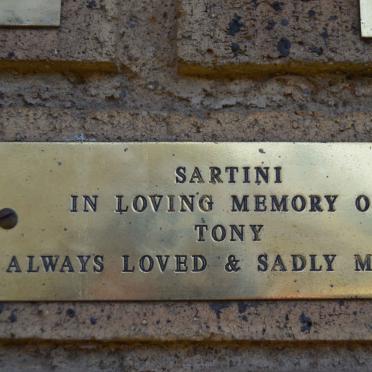 SARTINI
IN LOVING MEMORY O
TONY
ALWAYS LOVED & SADLY M